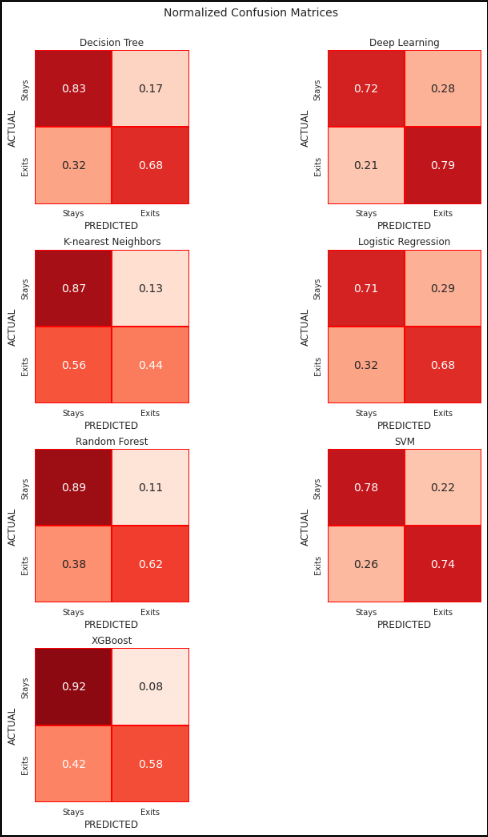 Normalized Confusion Matrices
Decision Tree
ACTUAL
Stays
0.83 0.17
Exits
0.32 0.68
Stays Exits
PREDICTED
Deep Learning
ACTUAL
Stays
0.72 0.28
Exits
0.21 0.79
Stays Exits
PREDICTED
K-nearest Neighbors
ACTUAL
Stays
0.87 0.13
Exits
0.56 0.44
Stays Exits
PREDICTED
Logistic Regression
ACTUAL
Stays
0.71 0.29
Exits
0.32 0.68
Stays Exits
PREDICTED
Random Forest
ACTUAL
Stays
0.89 0.11
Exits
0.38 0.62
Stays Exits
PREDICTED
SVM
ACTUAL
Stays
0.78 0.22
Exits
0.26 0.74
Stays Exits
PREDICTED
XGBoost
ACTUAL
Stays
0.92 0.08
Exits
0.42 0.58
Stays Exits
PREDICTED